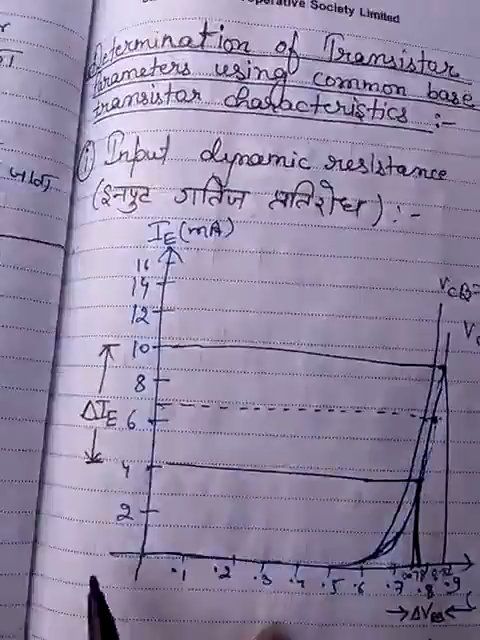 Operative Society Limited
Determination of Transistor
Parameters using common base
transistor characteristics :-
① Input dynamic resistance
(इनपुट गतिज प्रतिरोध) :-
IE(mA)
16
14
12
10
8
ΔIE
6
4
2
VCB=
.1 .2 .3 .4 .5 .6 .7 .8 .9
ΔVEB